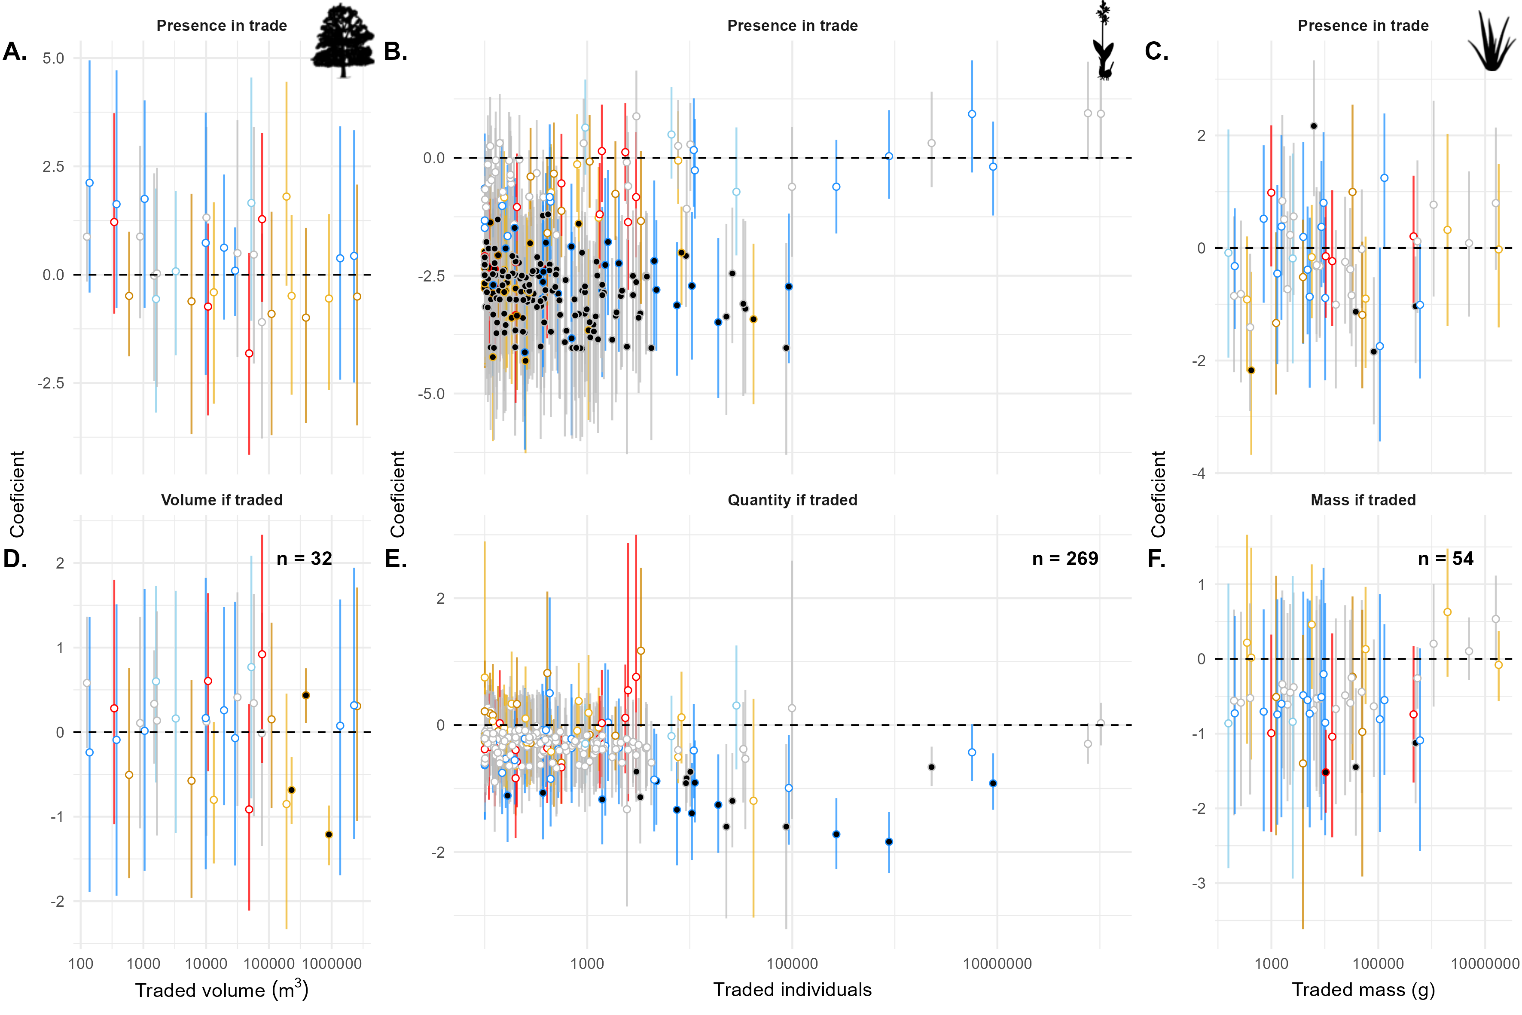 Presence in trade
Presence in trade
Presence in trade
A.
B.
C.
5.0
2.5
0.0
-2.5
0.0
-2.5
-5.0
2
0
-2
-4
Coeficient
Coeficient
Coefficient
Volume if traded
Quantity if traded
Mass if traded
D.
n = 32
E.
n = 269
F.
n = 54
2
1
0
-1
-2
2
0
-2
1
0
-1
-2
-3
100 1000 10000 100000 1000000
1000 100000 10000000
1000 100000 10000000
Traded volume (m³)
Traded individuals
Traded mass (g)